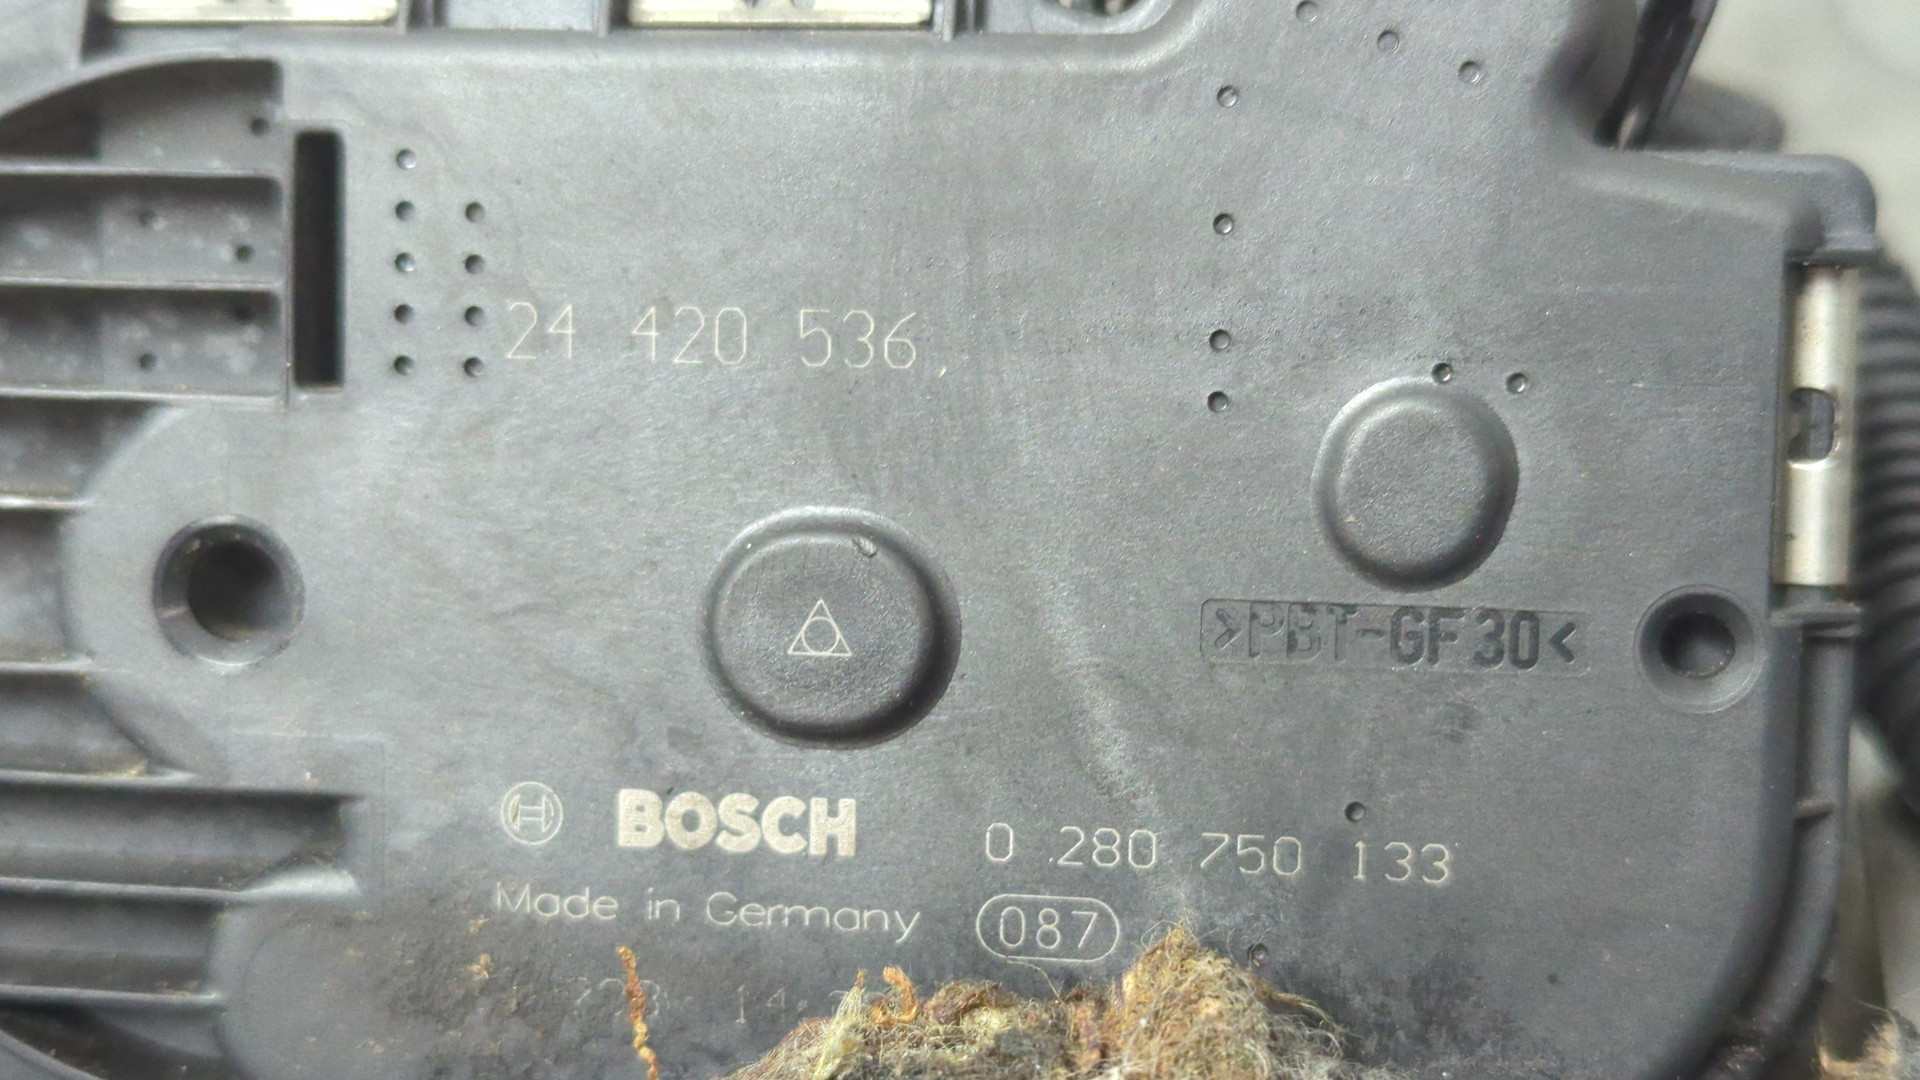 24 420 536
>PBT-GF30<
BOSCH 0 280 750 133
Made in Germany 087